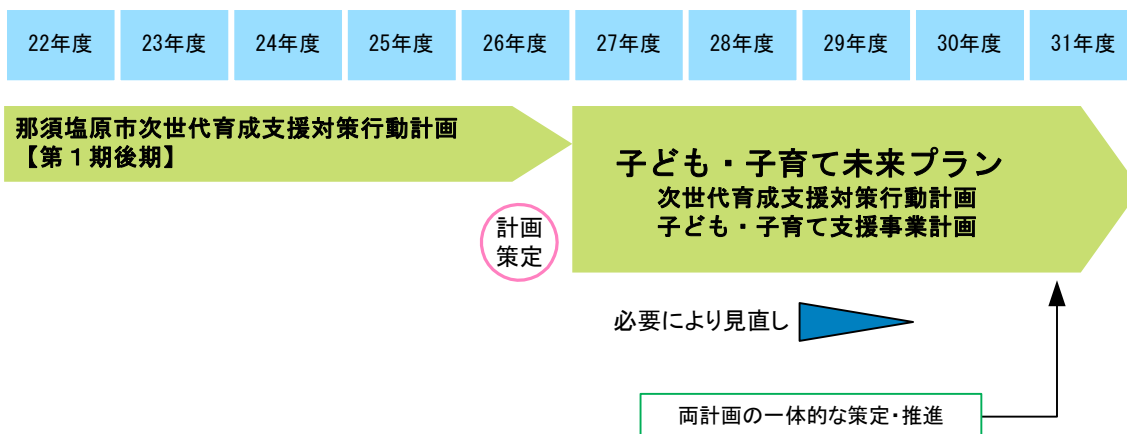 22年度 23年度 24年度 25年度 26年度 27年度 28年度 29年度 30年度 31年度
那須塩原市次世代育成支援対策行動計画
【第１期後期】
子ども・子育て未来プラン
次世代育成支援対策行動計画
子ども・子育て支援事業計画
計画
策定
必要により見直し
両計画の一体的な策定・推進